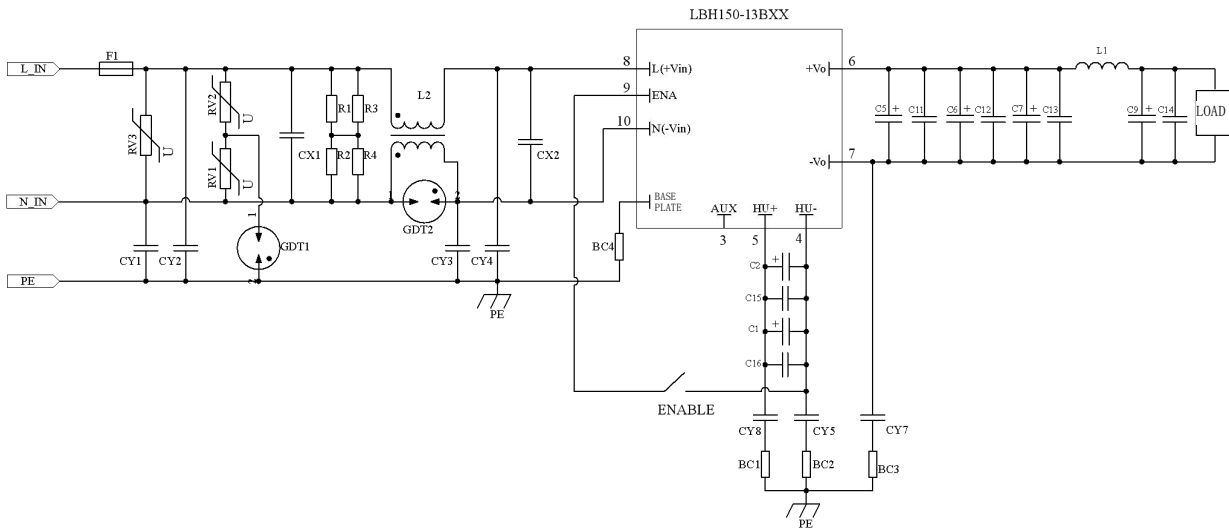 LBH150-13BXX
L_IN
F1
8
L(+Vin)
+Vo
6
L1
9
ENA
10
N(-Vin)
RV3
U
RV2
U
RV1
U
CX1
R1
R3
R2
R4
L2
CX2
C5
+
C11
C6
+
C12
C7
+
C13
C9
+
C14
LOAD
-Vo
7
N_IN
1
2
GDT2
BASE
PLATE
AUX
HU+
HU-
3
5
4
1
GDT1
2
CY1
CY2
CY3
CY4
BC4
PE
PE
C2
+
C15
C1
+
C16
ENABLE
CY8
CY5
CY7
BC1
BC2
BC3
PE